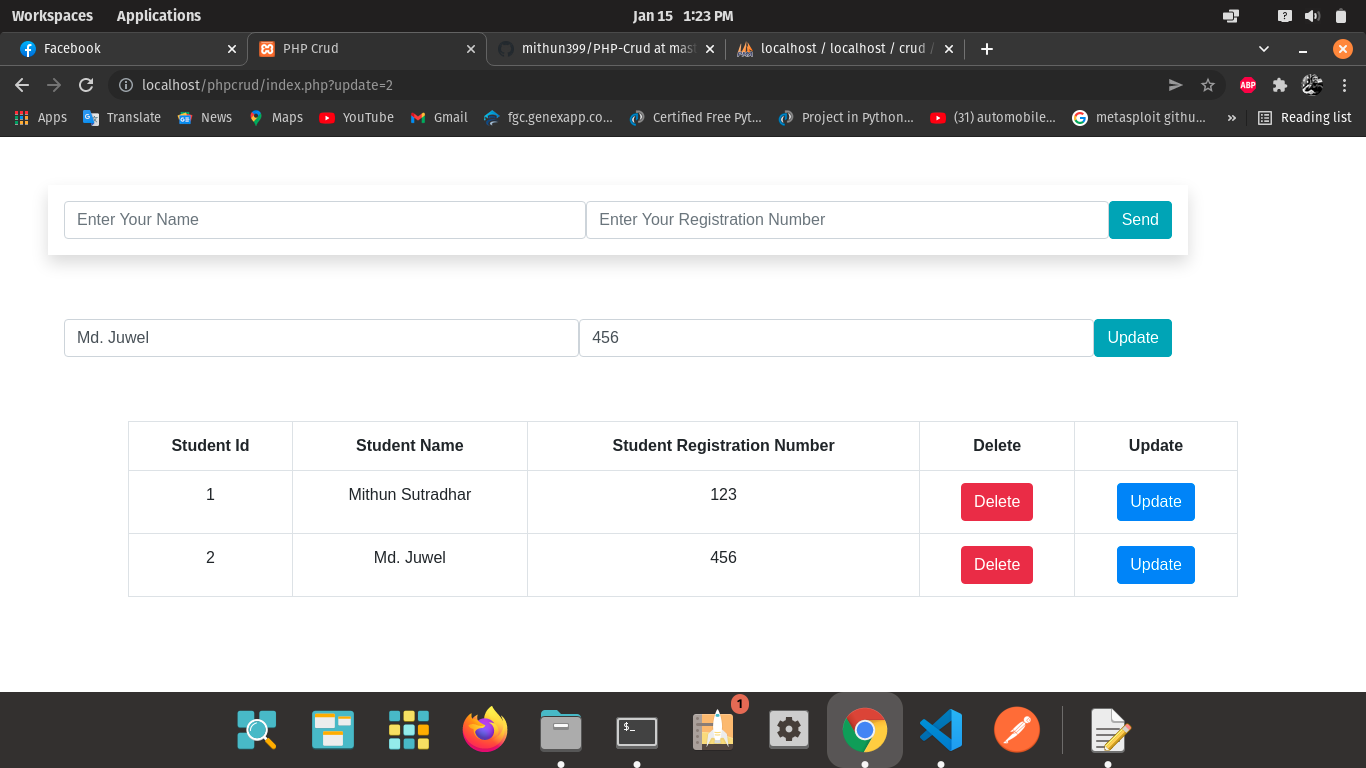 Workspaces Applications Jan 15 1:23 PM
Facebook PHP Crud mithun399/PHP-Crud at mast localhost / localhost / crud /
localhost/phpcrud/index.php?update=2 ABP
Apps Translate News Maps YouTube Gmail fgc.genexapp.co... Certified Free Pyt... Project in Python... (31) automobile... metasploit githu... » Reading list
Enter Your Name Enter Your Registration Number Send
Md. Juwel 456 Update
Student Id Student Name Student Registration Number Delete Update
1 Mithun Sutradhar 123 Delete Update
2 Md. Juwel 456 Delete Update
1
$_